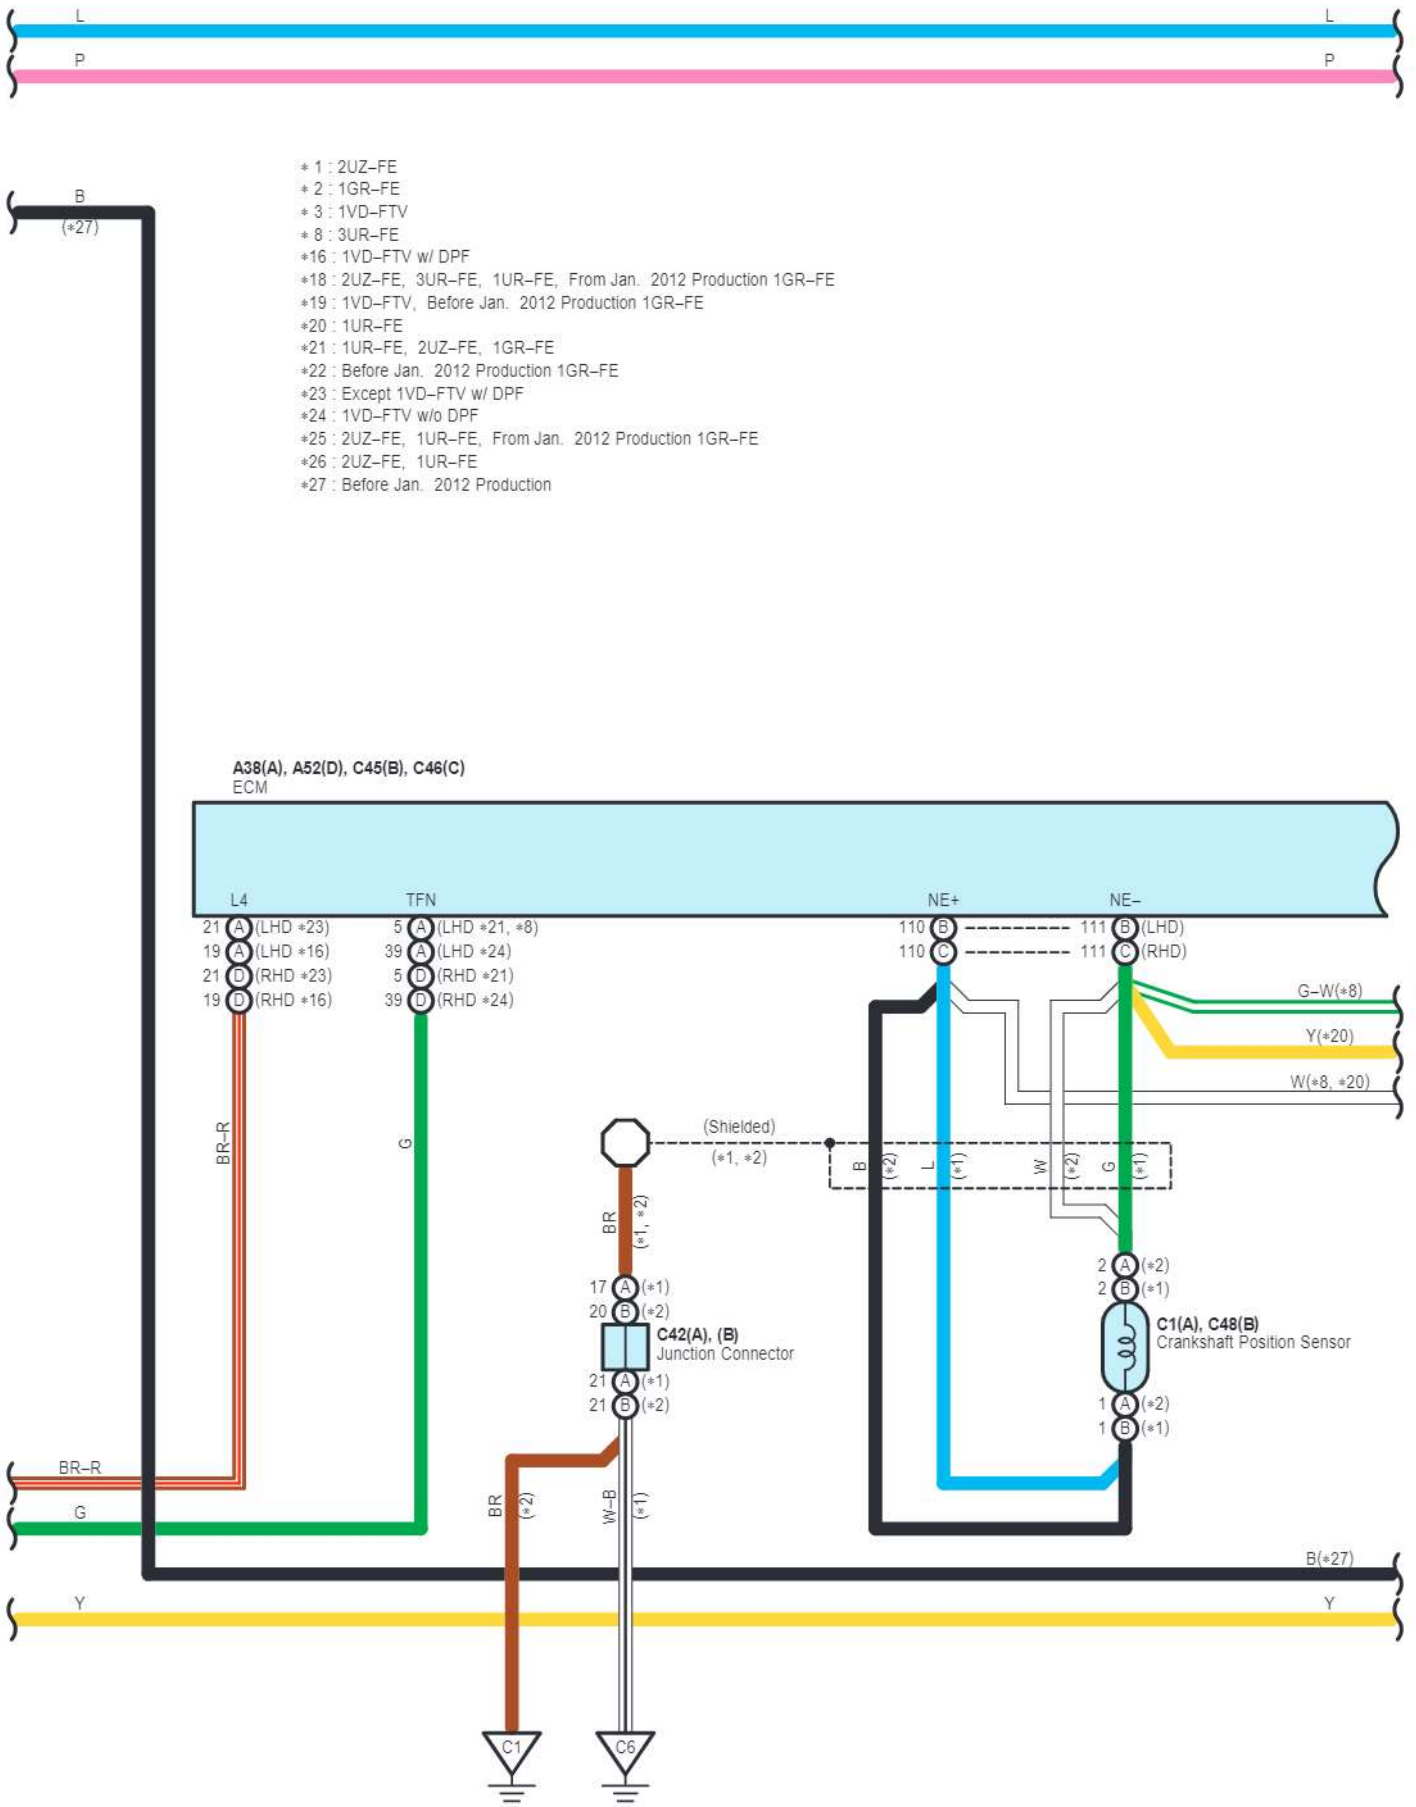 L
L
P
P
B
(*27)
* 1 : 2UZ–FE
* 2 : 1GR–FE
* 3 : 1VD–FTV
* 8 : 3UR–FE
*16 : 1VD–FTV w/ DPF
*18 : 2UZ–FE, 3UR–FE, 1UR–FE, From Jan. 2012 Production 1GR–FE
*19 : 1VD–FTV, Before Jan. 2012 Production 1GR–FE
*20 : 1UR–FE
*21 : 1UR–FE, 2UZ–FE, 1GR–FE
*22 : Before Jan. 2012 Production 1GR–FE
*23 : Except 1VD–FTV w/ DPF
*24 : 1VD–FTV w/o DPF
*25 : 2UZ–FE, 1UR–FE, From Jan. 2012 Production 1GR–FE
*26 : 2UZ–FE, 1UR–FE
*27 : Before Jan. 2012 Production
A38(A), A52(D), C45(B), C46(C)
ECM
L4
TFN
NE+
NE–
21 A (LHD *23)
5 A (LHD *21, *8)
110 B
111 B (LHD)
19 A (LHD *16)
39 A (LHD *24)
110 C
111 C (RHD)
21 D (RHD *23)
5 D (RHD *21)
19 D (RHD *16)
39 D (RHD *24)
G–W(*8)
Y(*20)
W(*8, *20)
BR–R
G
(Shielded)
(*1, *2)
B
(*2)
L
(*1)
W
(*2)
G
(*1)
BR
(*1, *2)
2 A (*2)
2 B (*1)
17 A (*1)
20 B (*2)
C42(A), (B)
Junction Connector
C1(A), C48(B)
Crankshaft Position Sensor
21 A (*1)
21 B (*2)
1 A (*2)
1 B (*1)
BR–R
G
BR
(*2)
W–B
(*1)
B(*27)
Y
Y
C1
C6